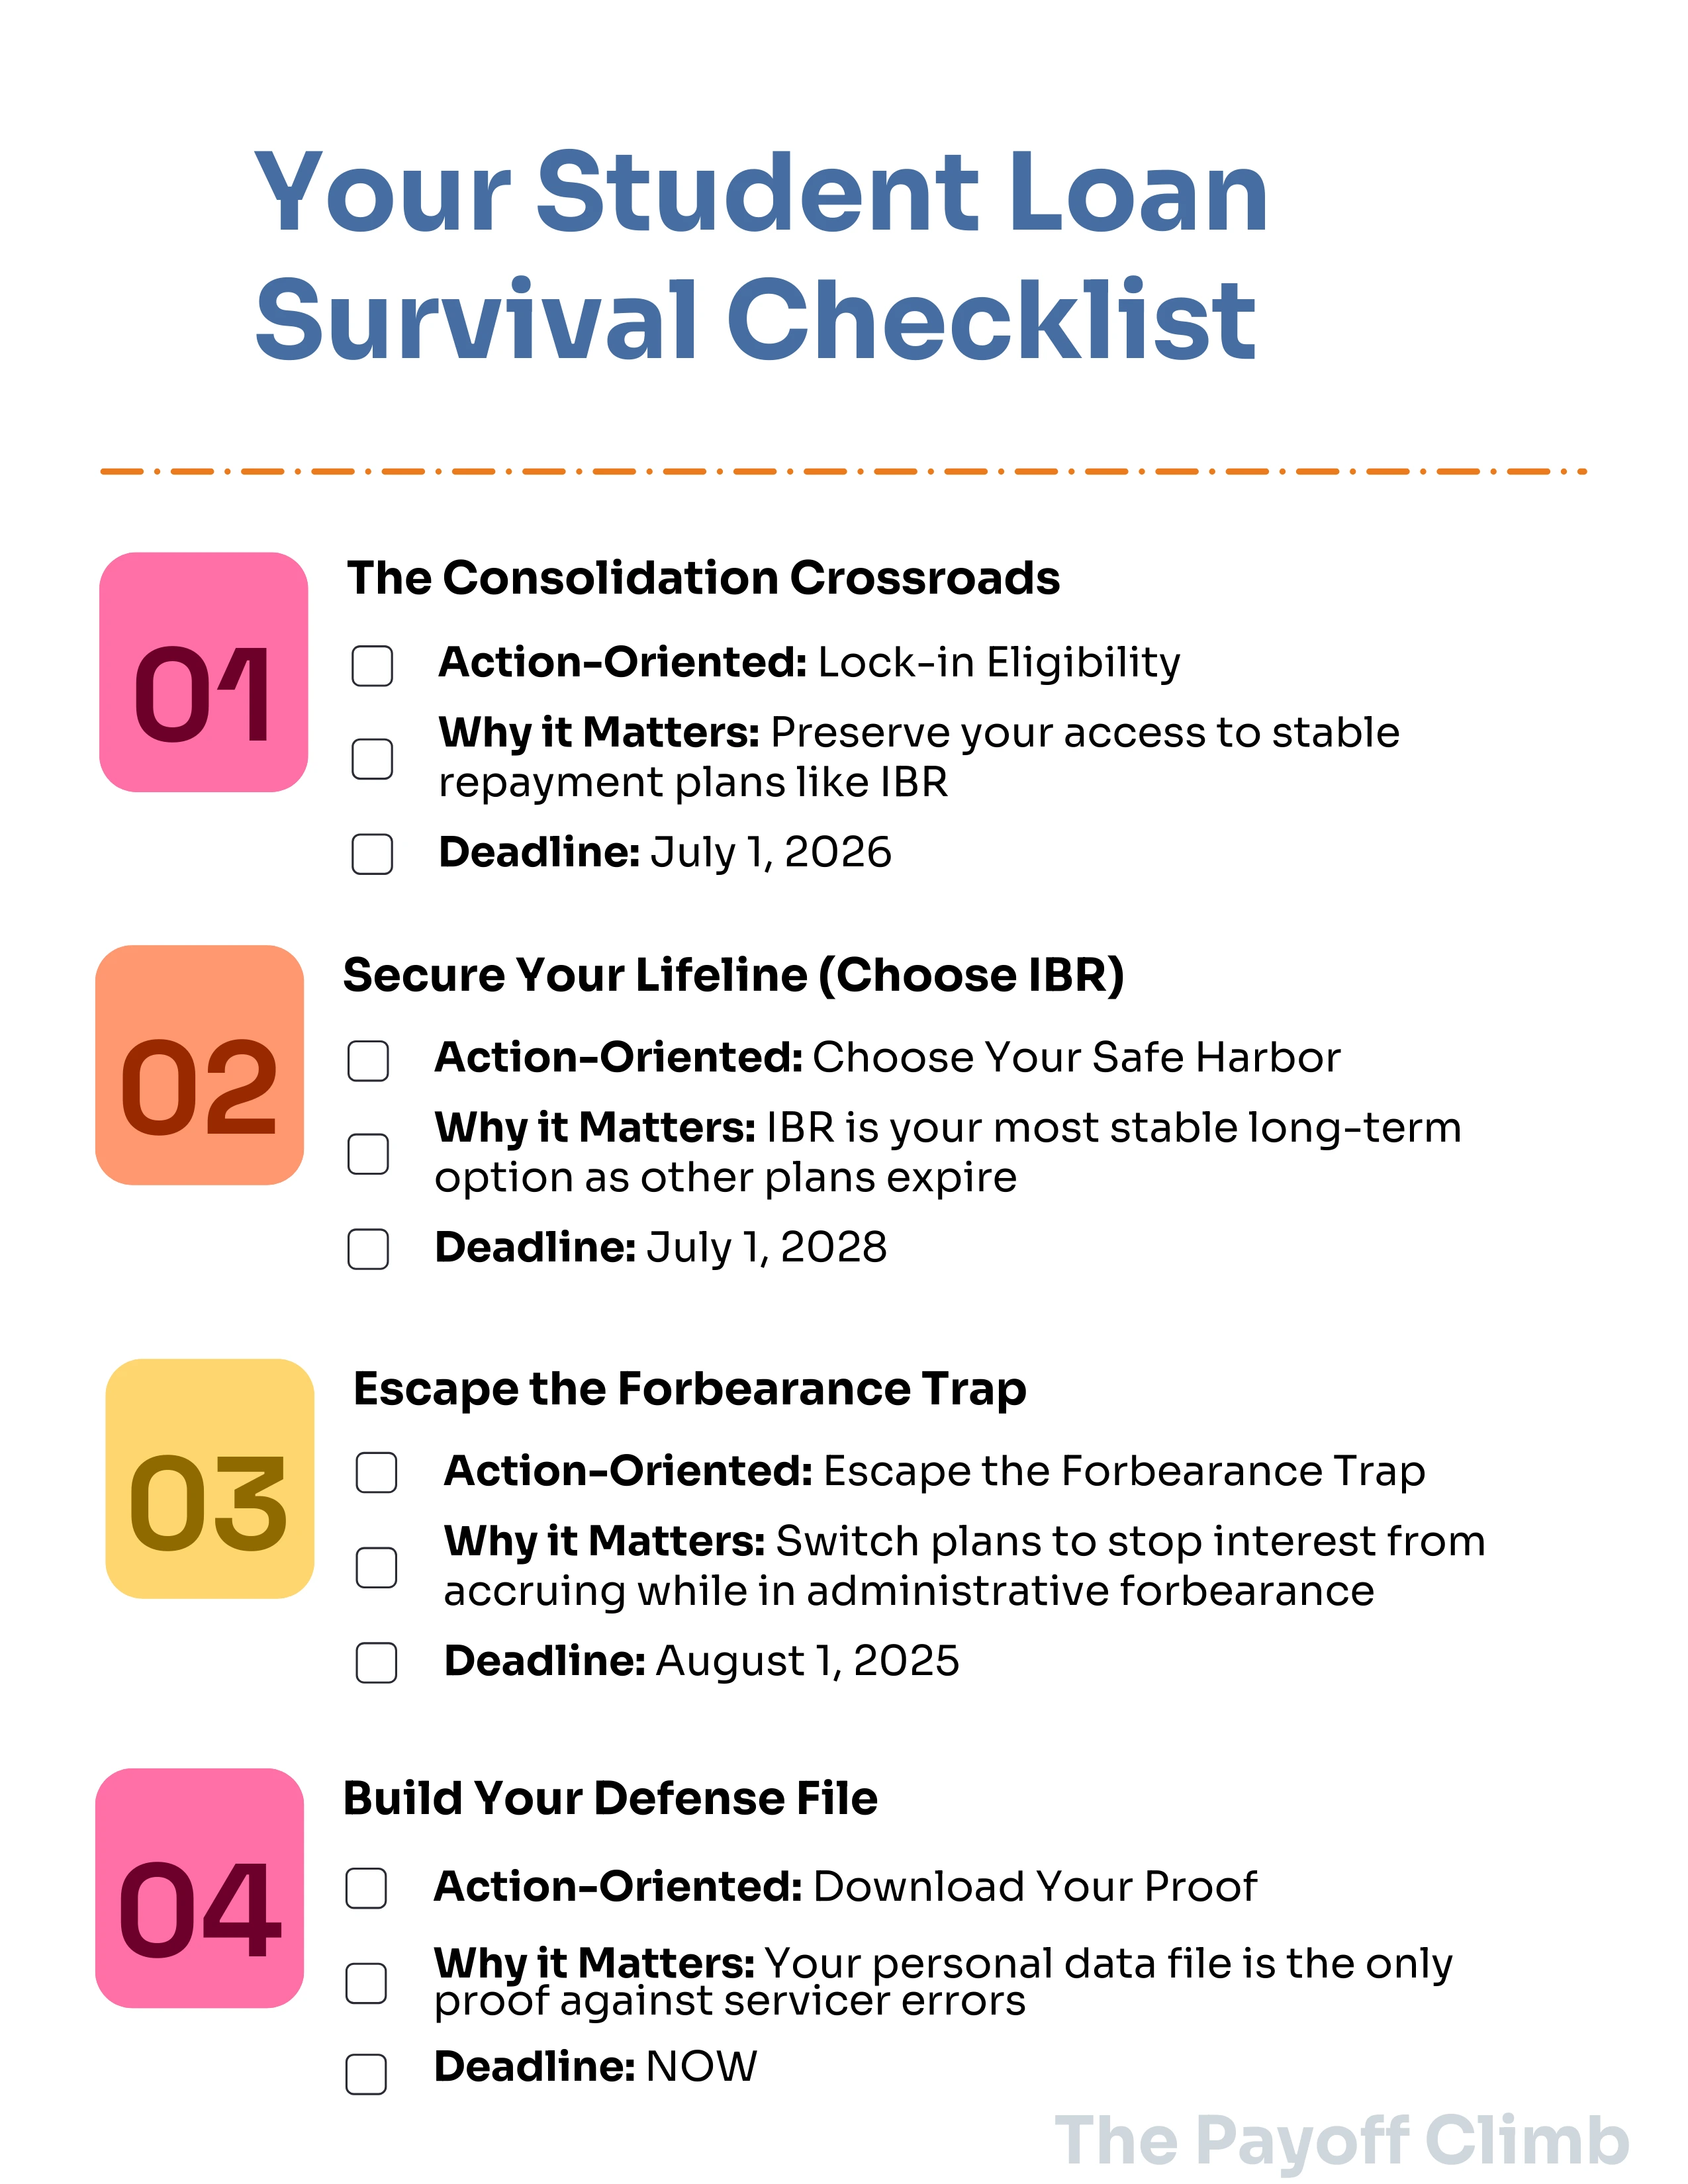 Your Student Loan
Survival Checklist
01
The Consolidation Crossroads
Action-Oriented: Lock-in Eligibility
Why it Matters: Preserve your access to stable
repayment plans like IBR
Deadline: July 1, 2026
02
Secure Your Lifeline (Choose IBR)
Action-Oriented: Choose Your Safe Harbor
Why it Matters: IBR is your most stable long-term
option as other plans expire
Deadline: July 1, 2028
03
Escape the Forbearance Trap
Action-Oriented: Escape the Forbearance Trap
Why it Matters: Switch plans to stop interest from
accruing while in administrative forbearance
Deadline: August 1, 2025
04
Build Your Defense File
Action-Oriented: Download Your Proof
Why it Matters: Your personal data file is the only
proof against servicer errors
Deadline: NOW
The Payoff Climb